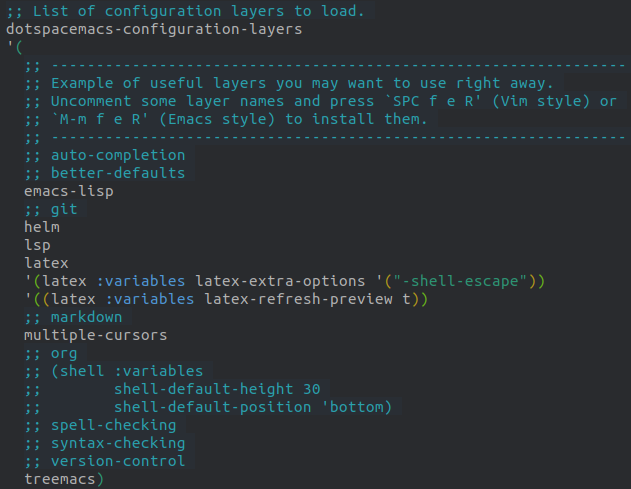 ;; List of configuration layers to load.
dotspacemacs-configuration-layers
'(
;; ----------------------------------------------------------------
;; Example of useful layers you may want to use right away.
;; Uncomment some layer names and press `SPC f e R' (Vim style) or
;; `M-m f e R' (Emacs style) to install them.
;; ----------------------------------------------------------------
;; auto-completion
;; better-defaults
emacs-lisp
;; git
helm
lsp
latex
'(latex :variables latex-extra-options '("-shell-escape"))
'((latex :variables latex-refresh-preview t))
;; markdown
multiple-cursors
;; org
;; (shell :variables
;;        shell-default-height 30
;;        shell-default-position 'bottom)
;; spell-checking
;; syntax-checking
;; version-control
treemacs)